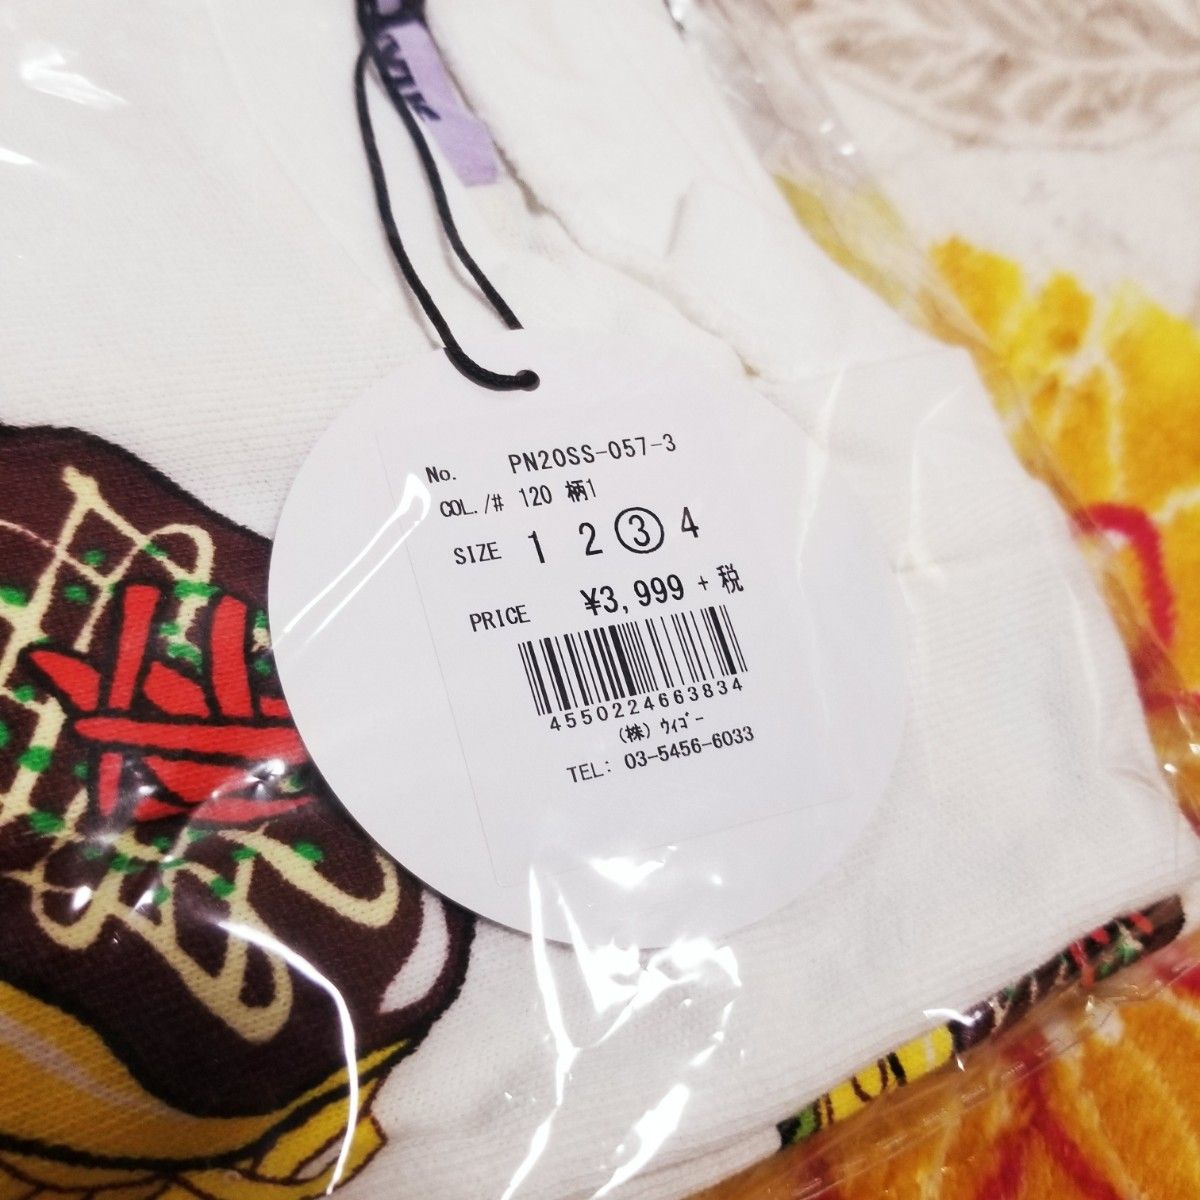 No. PN20SS-057-3
COL./# 120 柄1
SIZE 1 2 3 4
PRICE ¥3,999 + 税
4550224663834
(株) ｳｨｺﾞｰ
TEL: 03-5456-6033